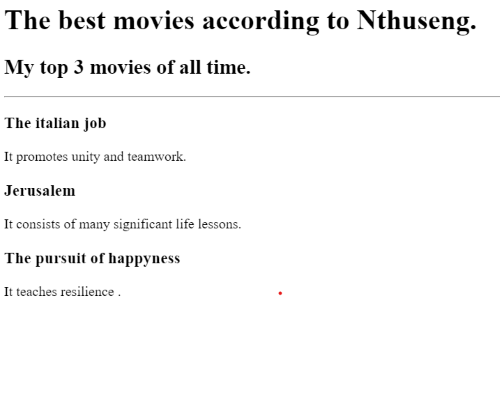 The best movies according to Nthuseng.
My top 3 movies of all time.
The italian job
It promotes unity and teamwork.
Jerusalem
It consists of many significant life lessons.
The pursuit of happyness
It teaches resilience .